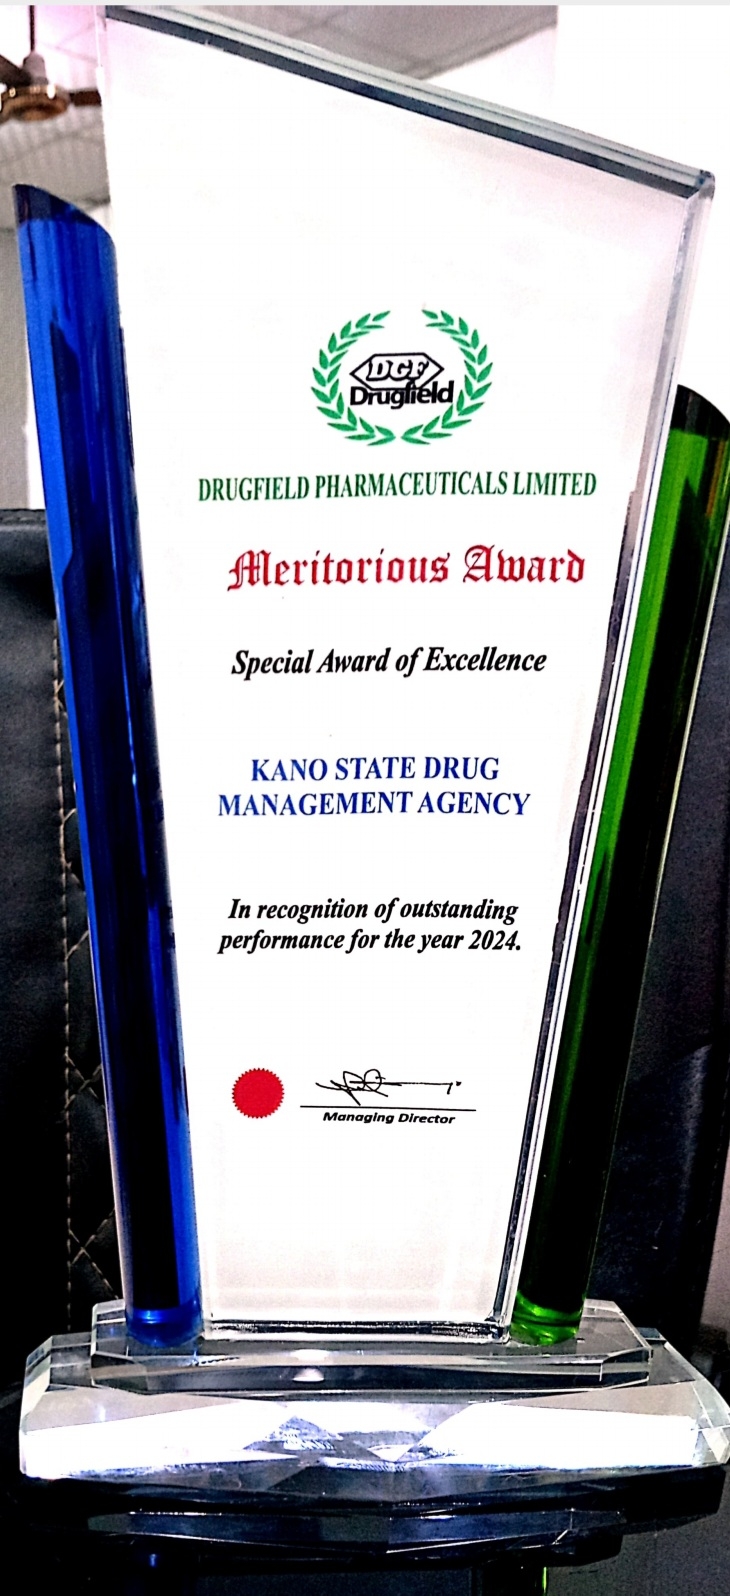 DGF
Drugfield
DRUGFIELD PHARMACEUTICALS LIMITED
Meritorious Award
Special Award of Excellence
KANO STATE DRUG
MANAGEMENT AGENCY
In recognition of outstanding
performance for the year 2024.
Managing Director